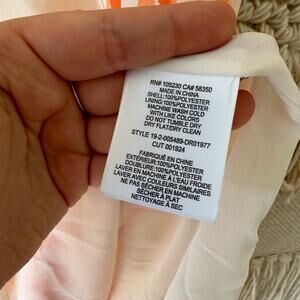 RN# 105230 CA# 58350
MADE IN CHINA
SHELL:100%POLYESTER
LINING:100%POLYESTER
MACHINE WASH COLD
WITH LIKE COLORS
DO NOT TUMBLE DRY
DRY FLAT/DRY CLEAN
STYLE 19-2-005489-DR01977
CUT 001924
FABRIQUÉ EN CHINE
EXTÉRIEUR:100%POLYESTER
DOUBLURE:100%POLYESTER
LAVER EN MACHINE À L'EAU FROIDE
LAVER AVEC COULEURS SIMILAIRES
NE PAS SÉCHER EN MACHINE
SÉCHER À PLAT
NETTOYAGE À SEC